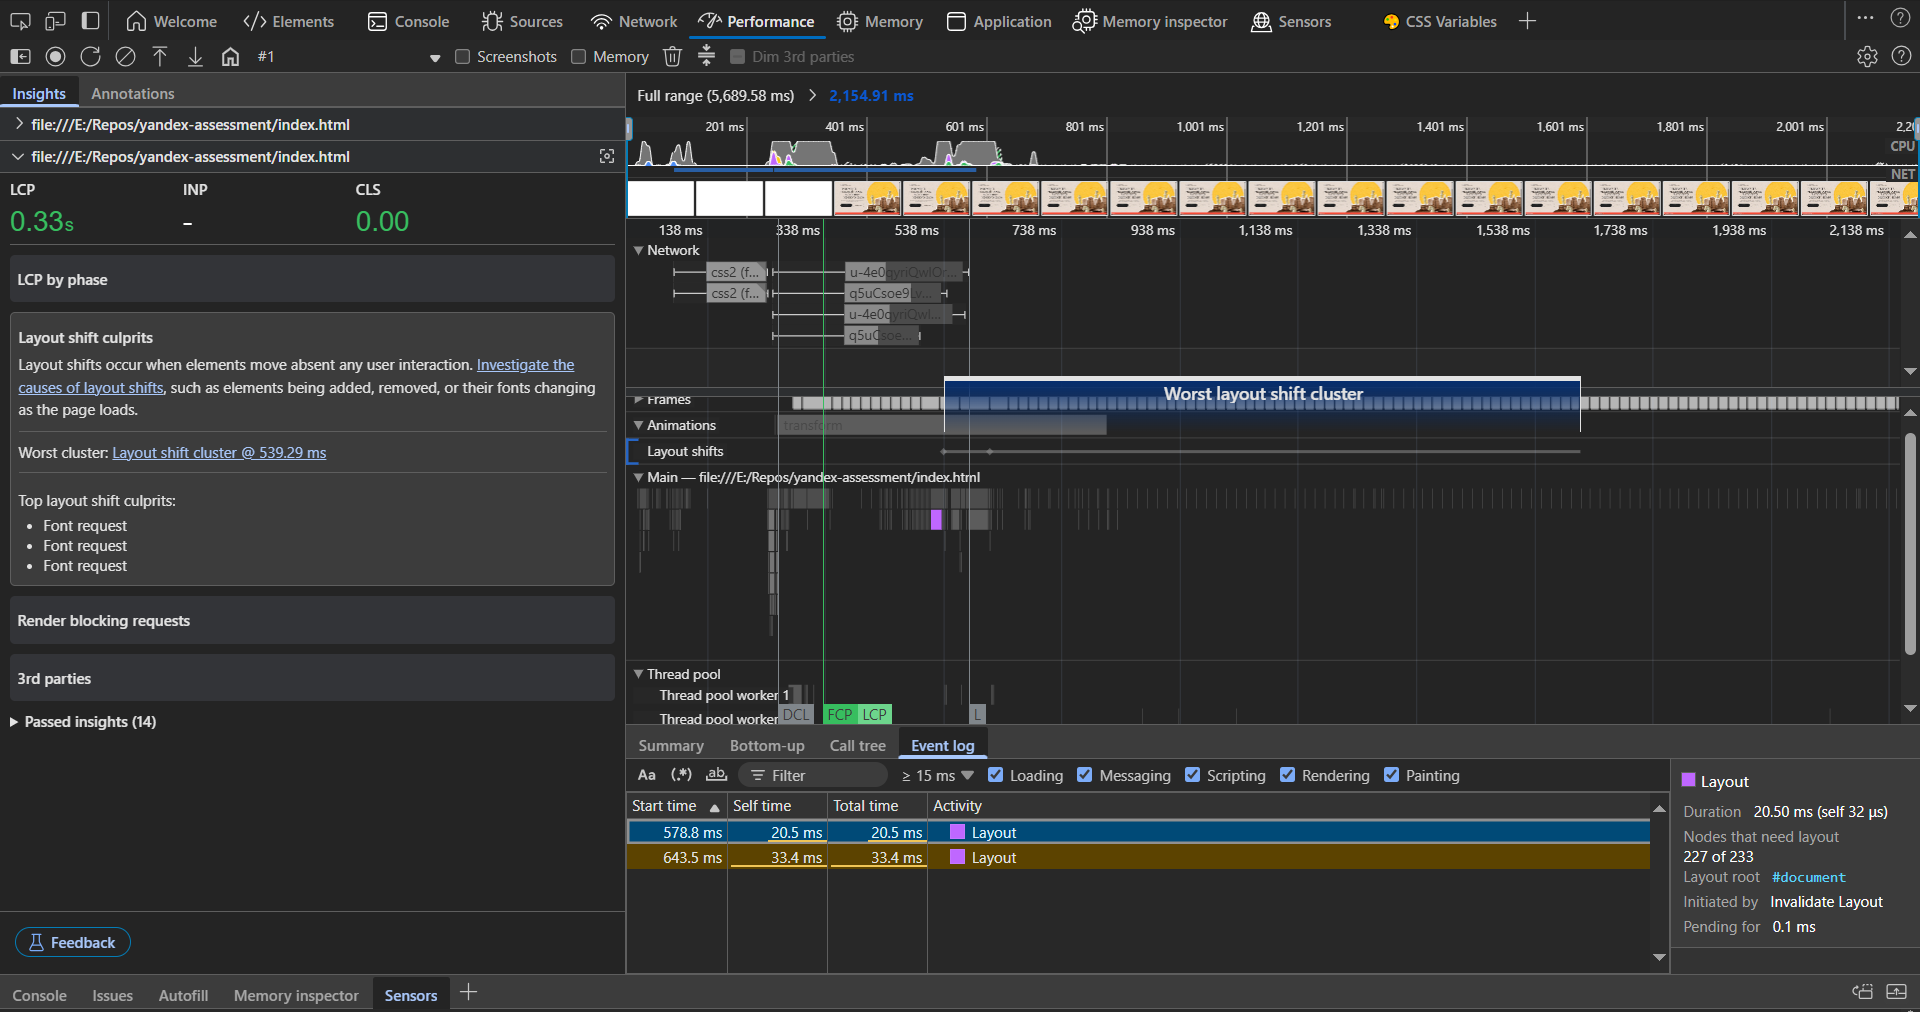 Welcome Elements Console Sources Network Performance Memory Application Memory inspector Sensors CSS Variables
#1 Screenshots Memory Dim 3rd parties
Insights Annotations
file:///E:/Repos/yandex-assessment/index.html
file:///E:/Repos/yandex-assessment/index.html
LCP INP CLS
0.33s - 0.00
LCP by phase
Layout shift culprits
Layout shifts occur when elements move absent any user interaction. Investigate the
causes of layout shifts, such as elements being added, removed, or their fonts changing
as the page loads.
Worst cluster: Layout shift cluster @ 539.29 ms
Top layout shift culprits:
Font request
Font request
Font request
Render blocking requests
3rd parties
Passed insights (14)
Feedback
Full range (5,689.58 ms) > 2,154.91 ms
201 ms 401 ms 601 ms 801 ms 1,001 ms 1,201 ms 1,401 ms 1,601 ms 1,801 ms 2,001 ms
CPU
NET
138 ms 338 ms 538 ms 738 ms 938 ms 1,138 ms 1,338 ms 1,538 ms 1,738 ms 1,938 ms 2,138 ms
Network
css2 (f... u-4e0qyriQwlOr...
css2 (f... q5uCsoe9Lv...
u-4e0qyriQwl...
q5uCsoe...
Worst layout shift cluster
Frames
Animations transform
Layout shifts
Main — file:///E:/Repos/yandex-assessment/index.html
Thread pool
Thread pool worker 1
Thread pool worker
DCL FCP LCP L
Summary Bottom-up Call tree Event log
Aa (.*) ab Filter ≥ 15 ms Loading Messaging Scripting Rendering Painting
Start time Self time Total time Activity
578.8 ms 20.5 ms 20.5 ms Layout
643.5 ms 33.4 ms 33.4 ms Layout
Layout
Duration 20.50 ms (self 32 µs)
Nodes that need layout
227 of 233
Layout root #document
Initiated by Invalidate Layout
Pending for 0.1 ms
Console Issues Autofill Memory inspector Sensors